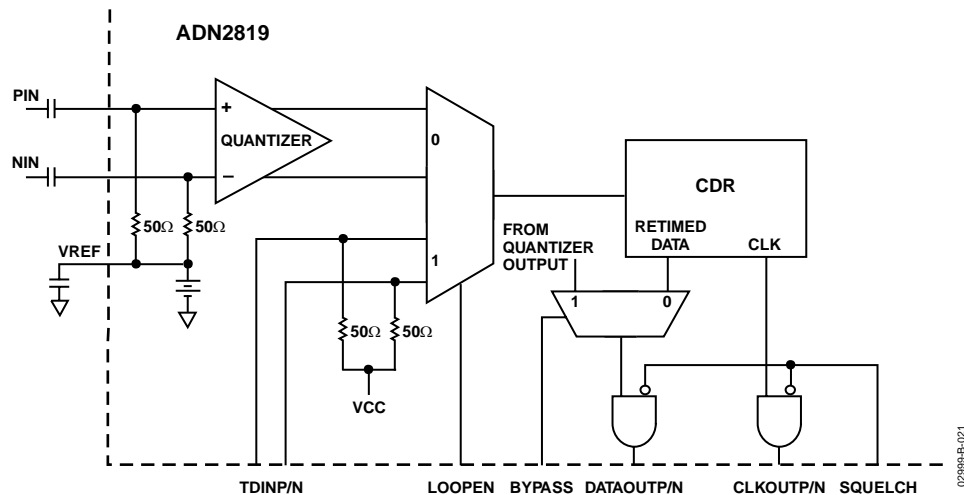 ADN2819
PIN
+
QUANTIZER
0
NIN
−
CDR
50Ω
50Ω
FROM
QUANTIZER
OUTPUT
RETIMED
DATA
CLK
VREF
1
1
0
50Ω
50Ω
VCC
TDINP/N
LOOPEN
BYPASS
DATAOUTP/N
CLKOUTP/N
SQUELCH
02999-B-021